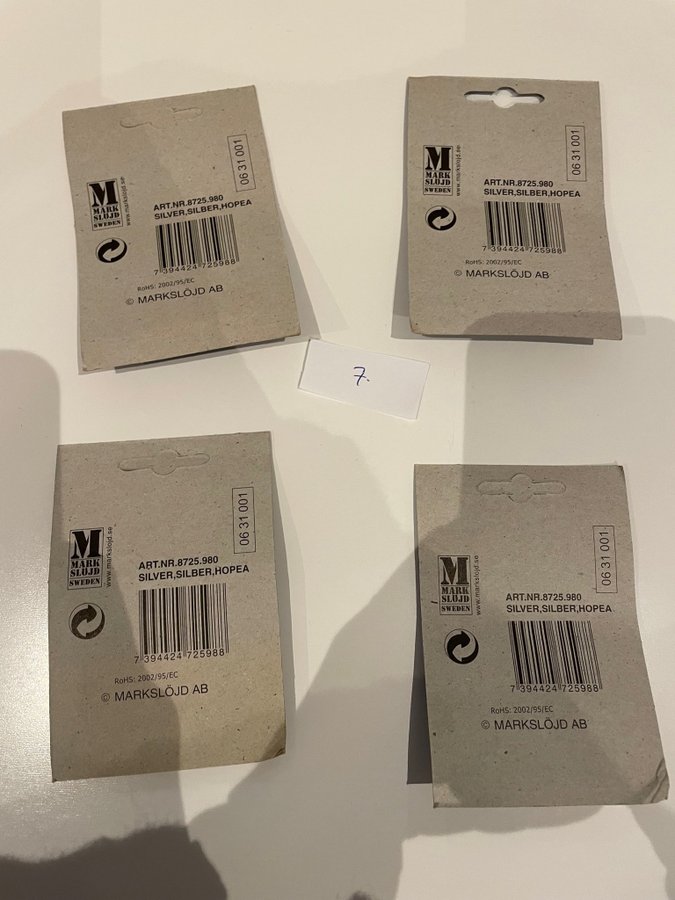 06 31 001
M
MARK
SLÖJD
SWEDEN
www.markslojd.se
ART.NR.8725.980
SILVER,SILBER,HOPEA
7 394424 725988
RoHS: 2002/95/EC
© MARKSLÖJD AB
06 31 001
M
MARK
SLÖJD
SWEDEN
www.markslojd.se
ART.NR.8725.980
SILVER,SILBER,HOPEA
7 394424 725988
RoHS: 2002/95/EC
© MARKSLÖJD AB
7.
06 31 001
M
MARK
SLÖJD
SWEDEN
www.markslojd.se
ART.NR.8725.980
SILVER,SILBER,HOPEA
7 394424 725988
RoHS: 2002/95/EC
© MARKSLÖJD AB
06 31 001
M
MARK
SLÖJD
SWEDEN
www.markslojd.se
ART.NR.8725.980
SILVER,SILBER,HOPEA
7 394424 725988
RoHS: 2002/95/EC
© MARKSLÖJD AB